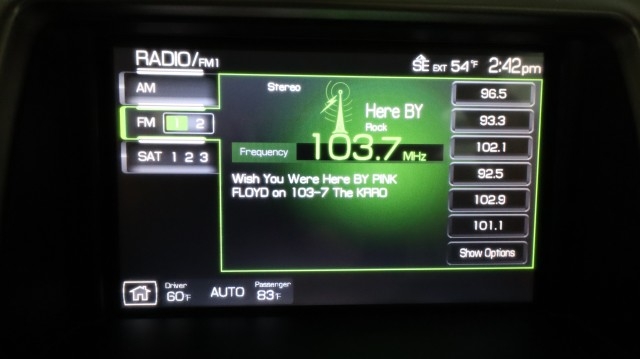 RADIO/FM1
SE EXT 54°F 2:42pm
AM
FM 1 2
SAT 1 2 3
Stereo
Here BY
Rock
Frequency 103.7 MHz
Wish You Were Here BY PINK
FLOYD on 103-7 The KRRO
96.5
93.3
102.1
92.5
102.9
101.1
Show Options
Driver
60°F
AUTO
Passenger
83°F